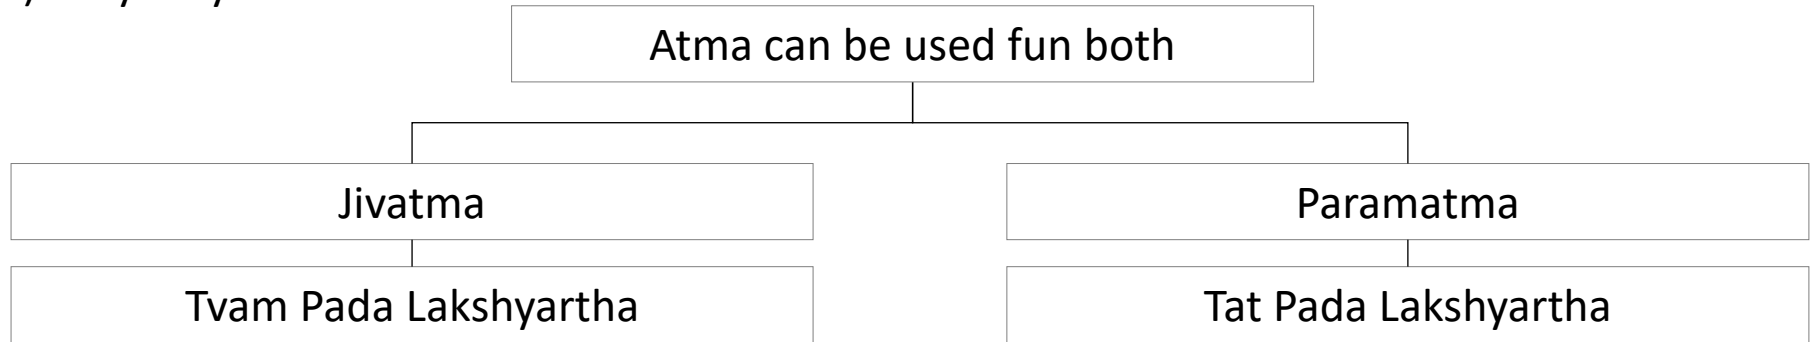 Atma can be used fun both
Jivatma
Paramatma
Tvam Pada Lakshyartha
Tat Pada Lakshyartha